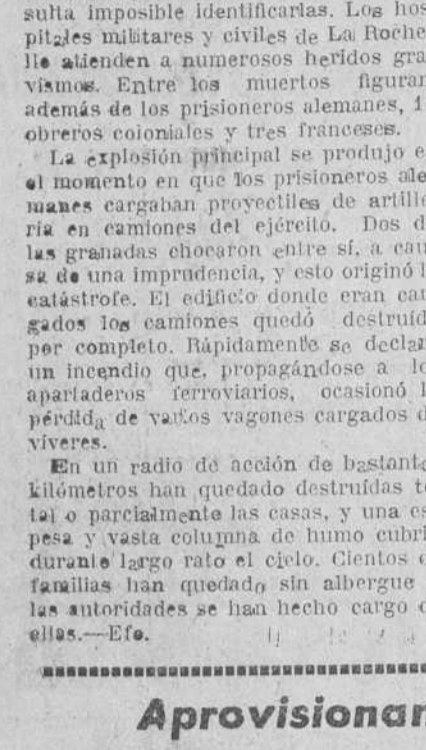 sulta imposible identificarlas. Los hos
pitales militares y civiles de La Roche
lle atienden a numerosos heridos gra
vísmos. Entre los muertos figuran
además de los prisioneros alemanes, 1
obreros coloniales y tres franceses.
La explosión principal se produjo e
el momento en que los prisioneros ale
manes cargaban proyectiles de artille
ría en camiones del ejército. Dos d
las granadas chocaron entre sí, a cau
sa de una imprudencia, y esto originó l
catástrofe. El edificio donde eran car
gados los camiones quedó destruíd
por completo. Rápidamente se declar
un incendio que, propagándose a lo
apartaderos ferroviarios, ocasionó l
pérdida de varios vagones cargados d
víveres.
En un radio de acción de bastante
kilómetros han quedado destruídas to
tal o parcialmente las casas, y una es
pesa y vasta columna de humo cubri
durante largo rato el cielo. Cientos d
familias han quedado sin albergue
las autoridades se han hecho cargo d
ellas.—Efe.
Aprovisionam